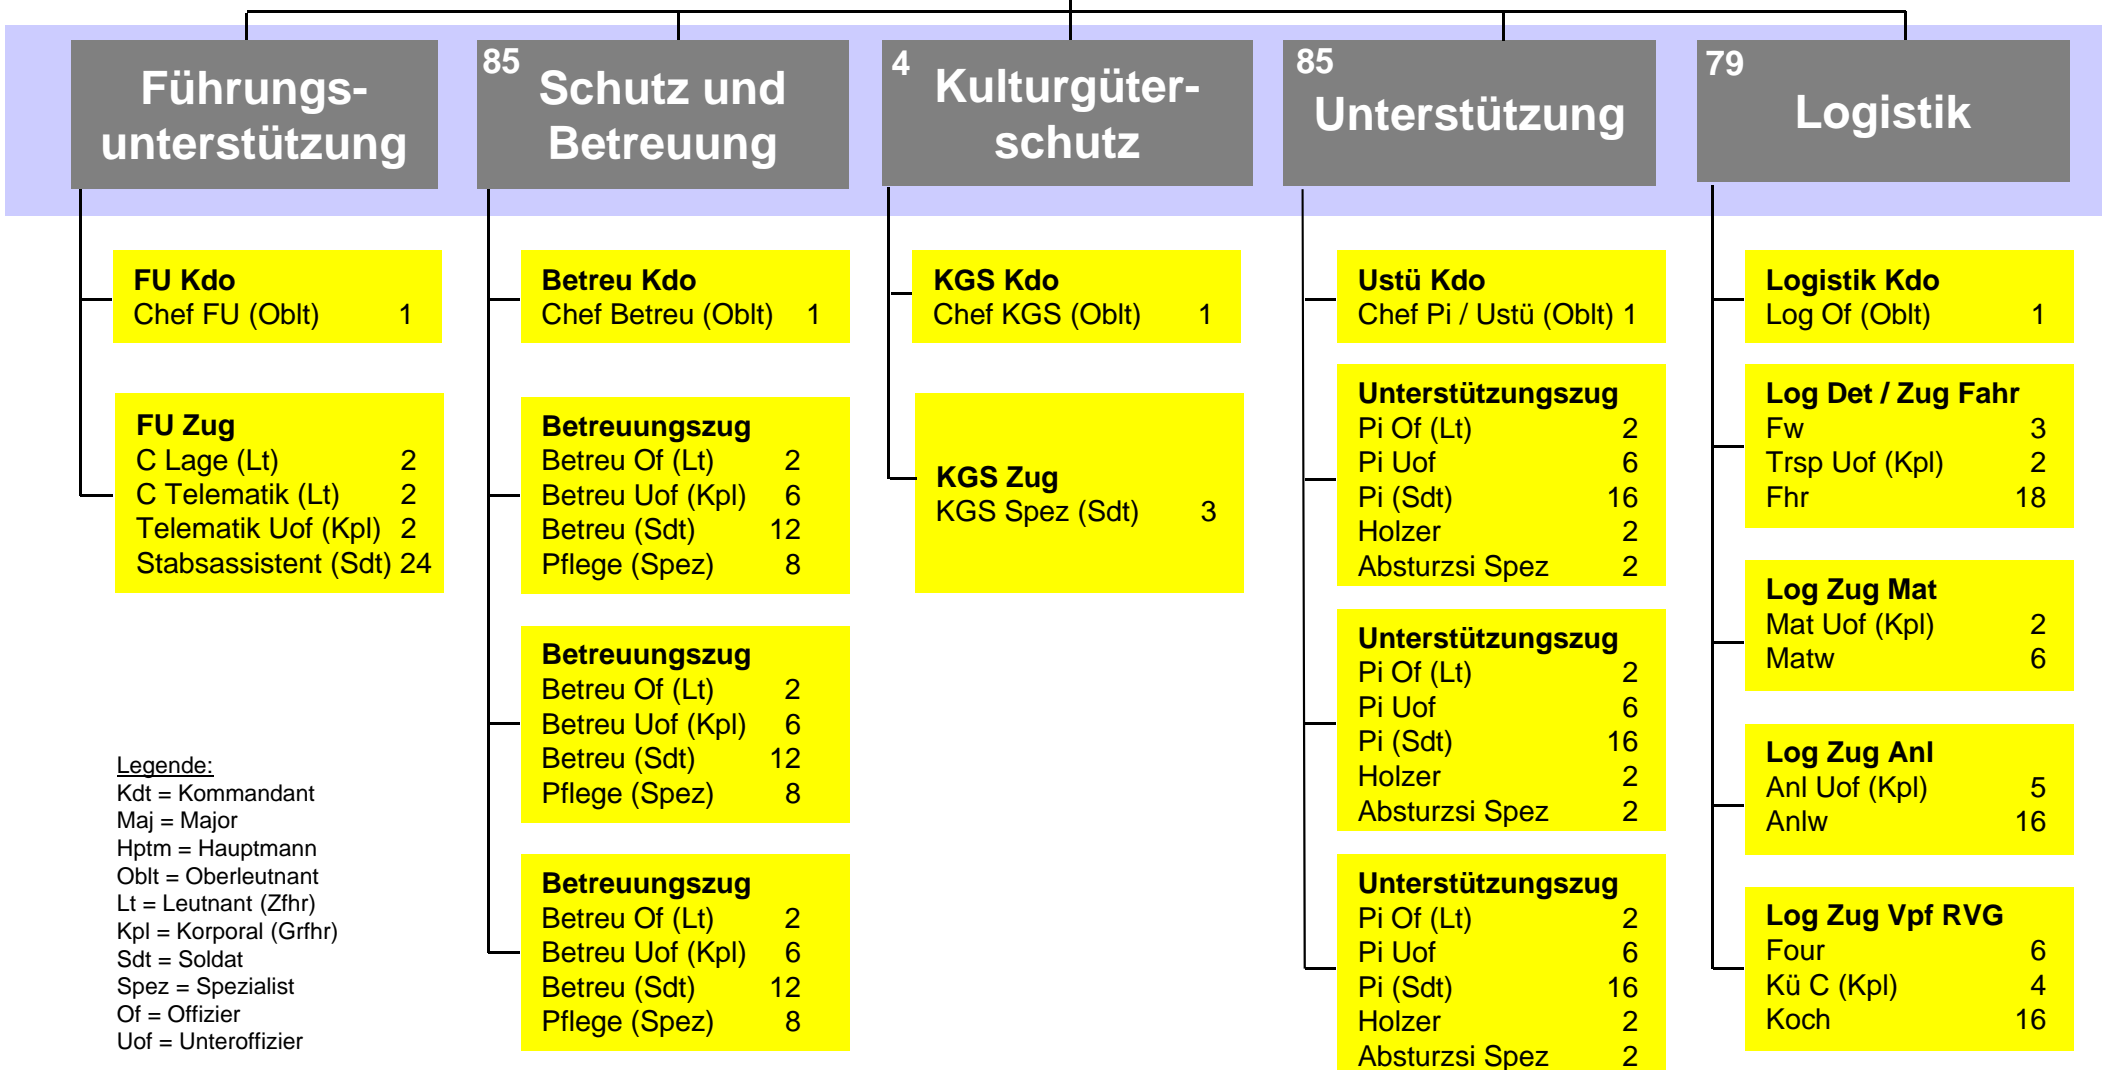 Führungs-
unterstützung
85
Schutz und
Betreuung
4
Kulturgüter-
schutz
85
Unterstützung
79
Logistik
FU Kdo
Chef FU (Oblt) 1
FU Zug
C Lage (Lt) 2
C Telematik (Lt) 2
Telematik Uof (Kpl) 2
Stabsassistent (Sdt) 24
Legende:
Kdt = Kommandant
Maj = Major
Hptm = Hauptmann
Oblt = Oberleutnant
Lt = Leutnant (Zfhr)
Kpl = Korporal (Grfhr)
Sdt = Soldat
Spez = Spezialist
Of = Offizier
Uof = Unteroffizier
Betreu Kdo
Chef Betreu (Oblt) 1
Betreuungszug
Betreu Of (Lt) 2
Betreu Uof (Kpl) 6
Betreu (Sdt) 12
Pflege (Spez) 8
Betreuungszug
Betreu Of (Lt) 2
Betreu Uof (Kpl) 6
Betreu (Sdt) 12
Pflege (Spez) 8
Betreuungszug
Betreu Of (Lt) 2
Betreu Uof (Kpl) 6
Betreu (Sdt) 12
Pflege (Spez) 8
KGS Kdo
Chef KGS (Oblt) 1
KGS Zug
KGS Spez (Sdt) 3
Ustü Kdo
Chef Pi / Ustü (Oblt) 1
Unterstützungszug
Pi Of (Lt) 2
Pi Uof 6
Pi (Sdt) 16
Holzer 2
Absturzsi Spez 2
Unterstützungszug
Pi Of (Lt) 2
Pi Uof 6
Pi (Sdt) 16
Holzer 2
Absturzsi Spez 2
Unterstützungszug
Pi Of (Lt) 2
Pi Uof 6
Pi (Sdt) 16
Holzer 2
Absturzsi Spez 2
Logistik Kdo
Log Of (Oblt) 1
Log Det / Zug Fahr
Fw 3
Trsp Uof (Kpl) 2
Fhr 18
Log Zug Mat
Mat Uof (Kpl) 2
Matw 6
Log Zug Anl
Anl Uof (Kpl) 5
Anlw 16
Log Zug Vpf RVG
Four 6
Kü C (Kpl) 4
Koch 16